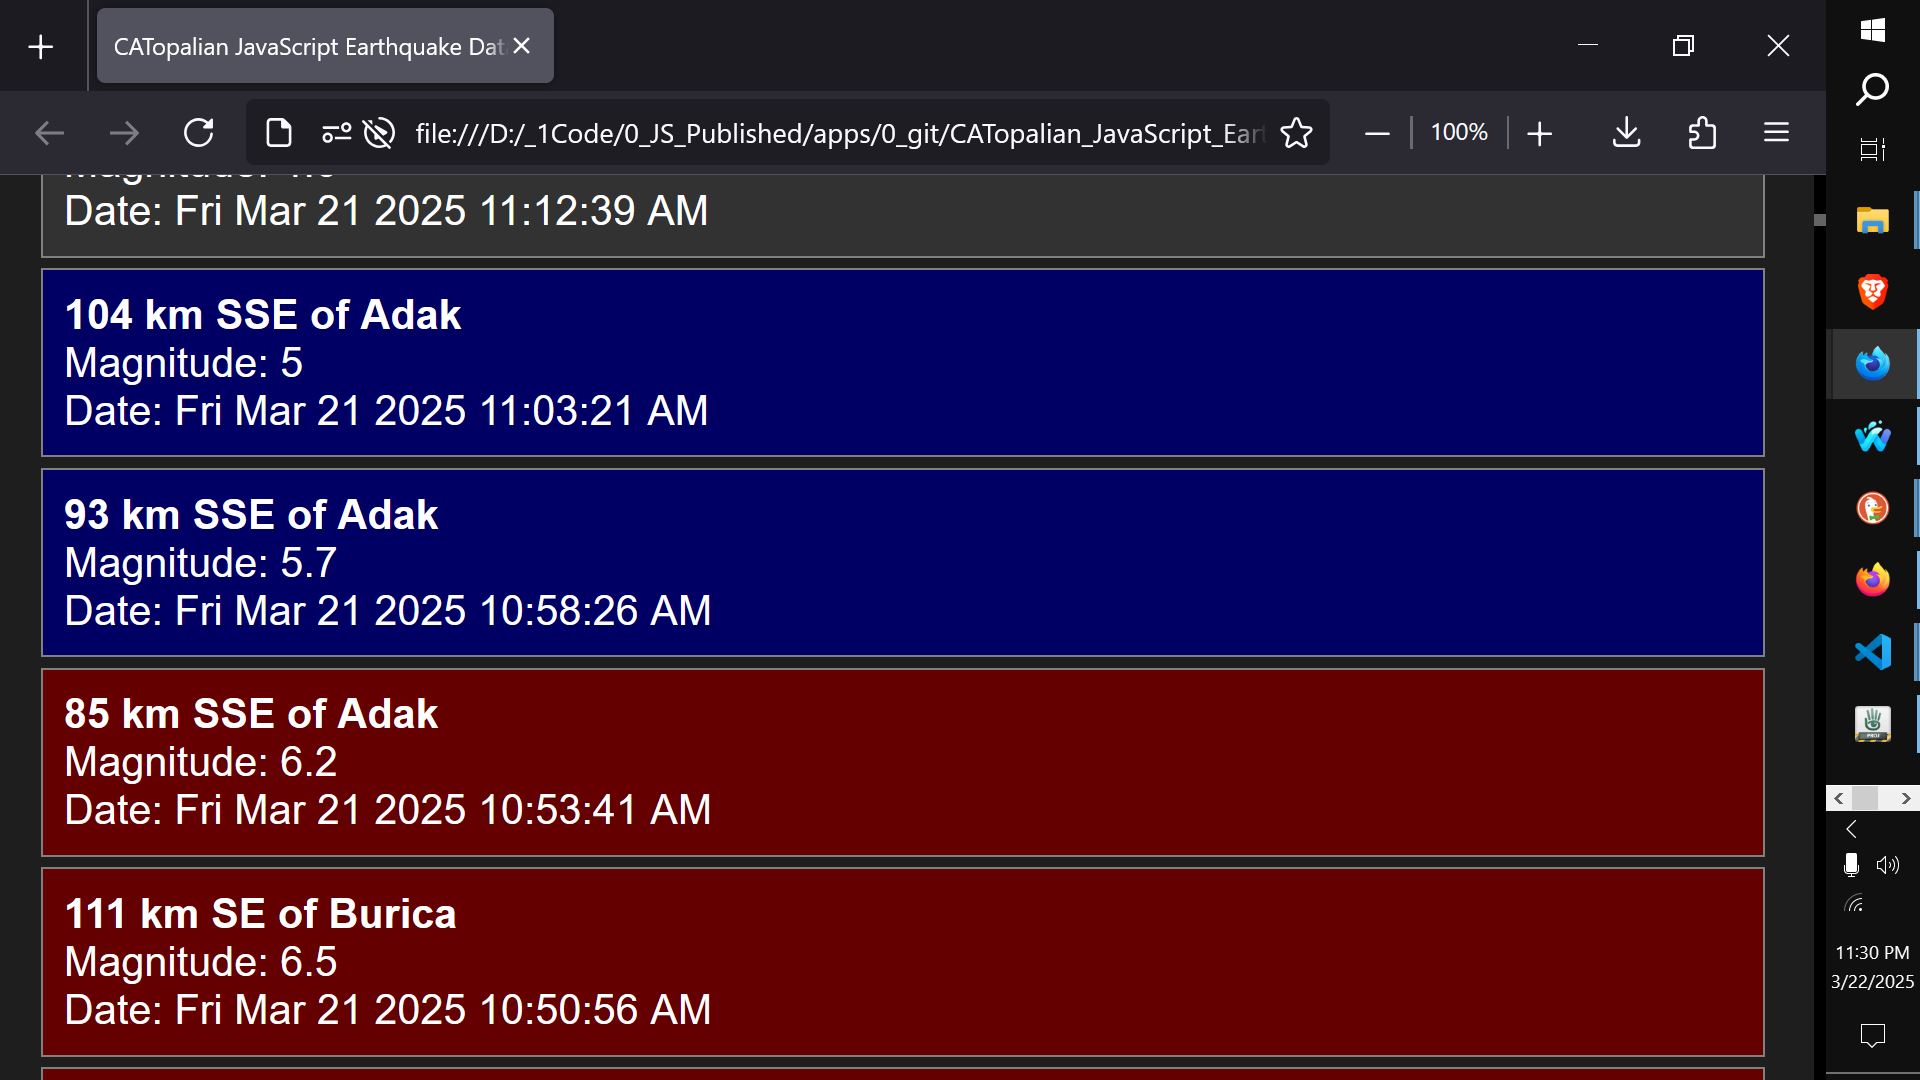 CATopalian JavaScript Earthquake Dat
file:///D:/_1Code/0_JS_Published/apps/0_git/CATopalian_JavaScript_Eart
100%
Date: Fri Mar 21 2025 11:12:39 AM
104 km SSE of Adak
Magnitude: 5
Date: Fri Mar 21 2025 11:03:21 AM
93 km SSE of Adak
Magnitude: 5.7
Date: Fri Mar 21 2025 10:58:26 AM
85 km SSE of Adak
Magnitude: 6.2
Date: Fri Mar 21 2025 10:53:41 AM
111 km SE of Burica
Magnitude: 6.5
Date: Fri Mar 21 2025 10:50:56 AM
PROJ
11:30 PM
3/22/2025